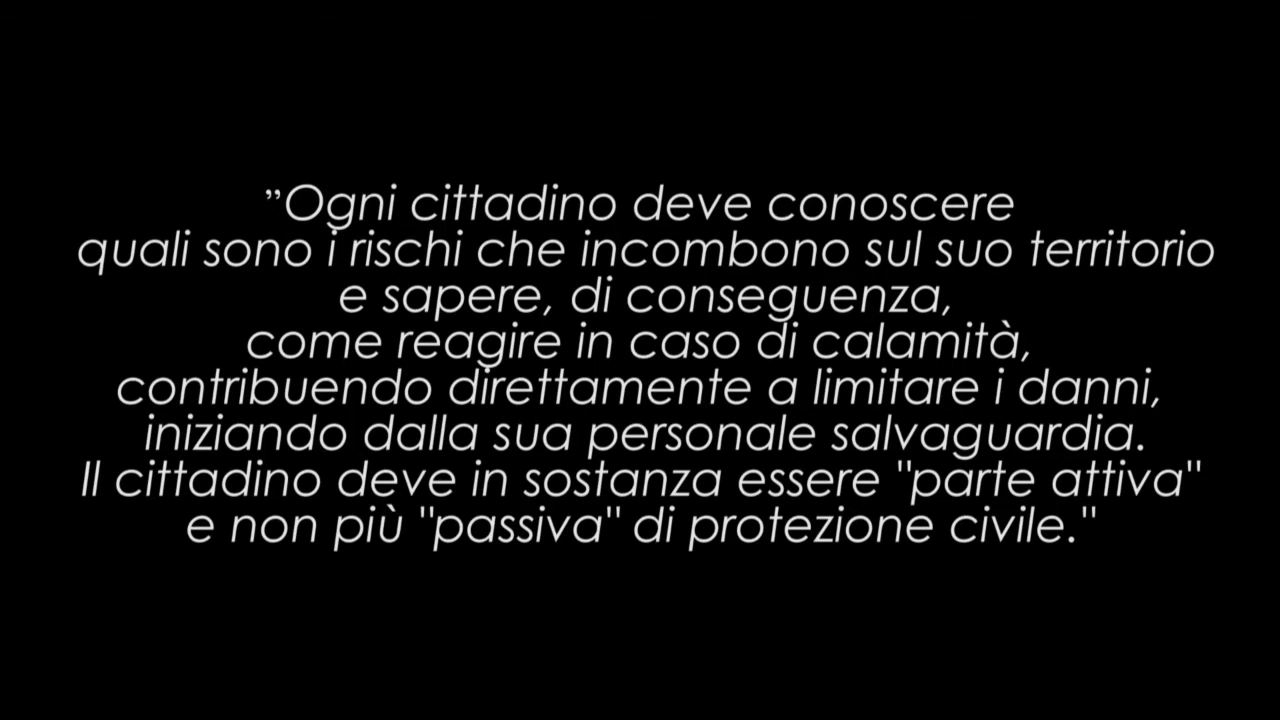 ”Ogni cittadino deve conoscere
quali sono i rischi che incombono sul suo territorio
e sapere, di conseguenza,
come reagire in caso di calamità,
contribuendo direttamente a limitare i danni,
iniziando dalla sua personale salvaguardia.
Il cittadino deve in sostanza essere "parte attiva"
e non più "passiva" di protezione civile."